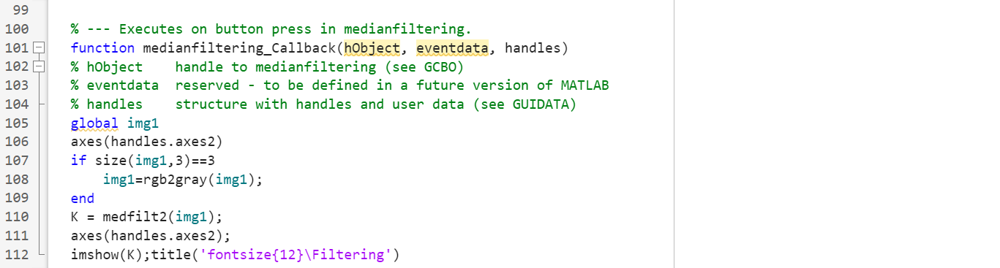 99
100 % --- Executes on button press in medianfiltering.
101 function medianfiltering_Callback(hObject, eventdata, handles)
102 % hObject    handle to medianfiltering (see GCBO)
103 % eventdata  reserved - to be defined in a future version of MATLAB
104 % handles    structure with handles and user data (see GUIDATA)
105 global img1
106 axes(handles.axes2)
107 if size(img1,3)==3
108     img1=rgb2gray(img1);
109 end
110 K = medfilt2(img1);
111 axes(handles.axes2);
112 imshow(K);title('fontsize{12}\Filtering')